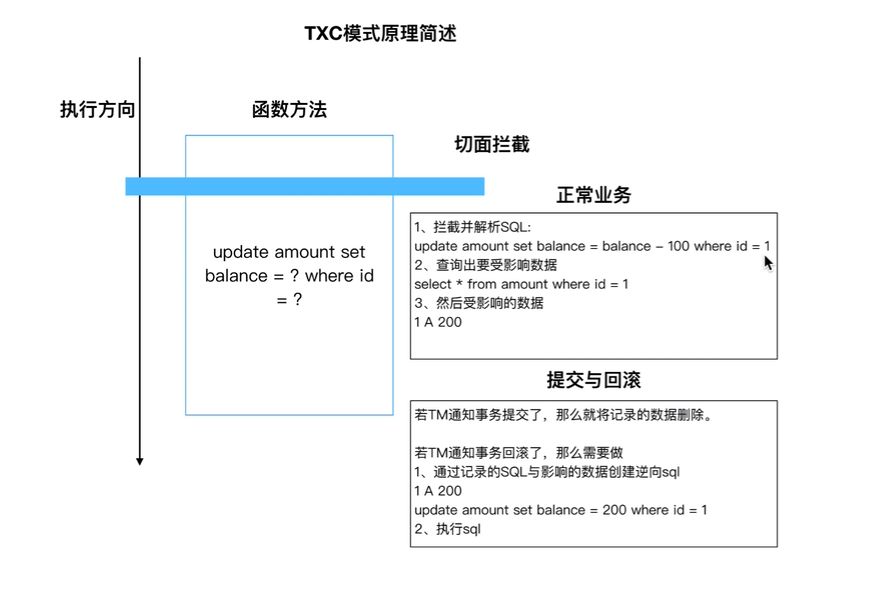 TXC模式原理简述
执行方向
函数方法
切面拦截
update amount set
balance = ? where id
= ?
正常业务
1、拦截并解析SQL:
update amount set balance = balance – 100 where id = 1
2、查询出要受影响数据
select * from amount where id = 1
3、然后受影响的数据
1 A 200
提交与回滚
若TM通知事务提交了，那么就将记录的数据删除。
若TM通知事务回滚了，那么需要做
1、通过记录的SQL与影响的数据创建逆向sql
1 A 200
update amount set balance = 200 where id = 1
2、执行sql